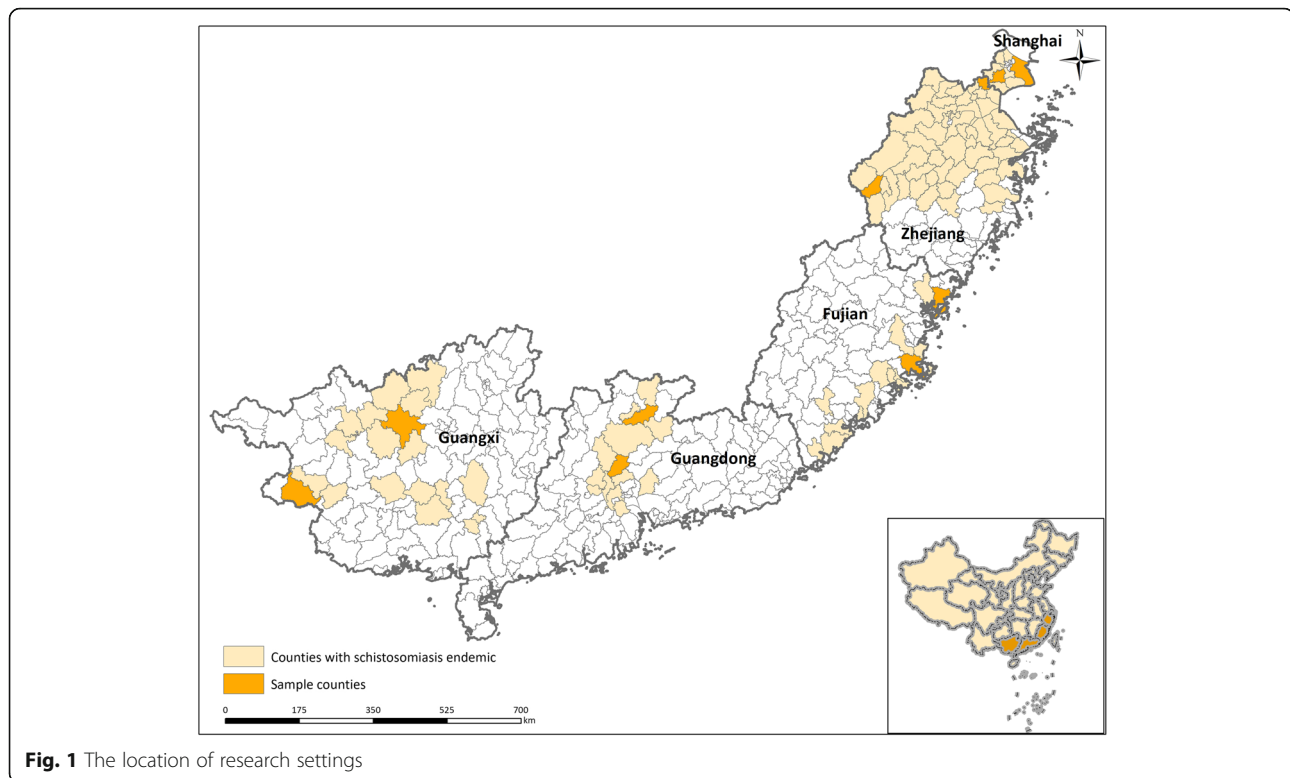 Shanghai
N
Zhejiang
Fujian
Guangxi
Guangdong
Counties with schistosomiasis endemic
Sample counties
0 175 350 525 700
km
Fig. 1 The location of research settings